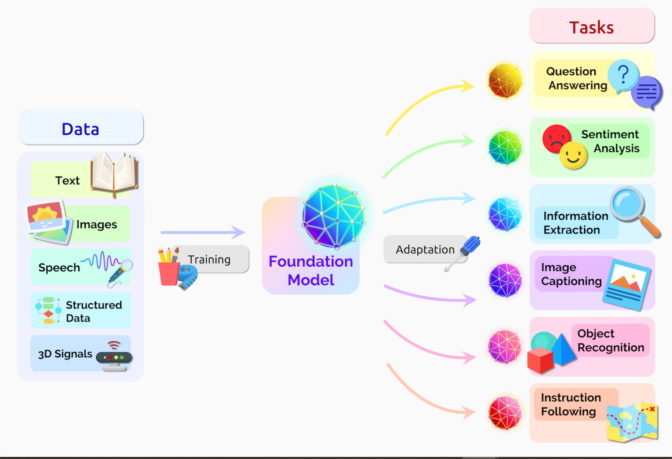 Tasks
Question
Answering
?
Data
Sentiment
Analysis
Text
Images
Information
Extraction
Speech
Training
Foundation
Model
Adaptation
Image
Captioning
Structured
Data
3D Signals
Object
Recognition
Instruction
Following